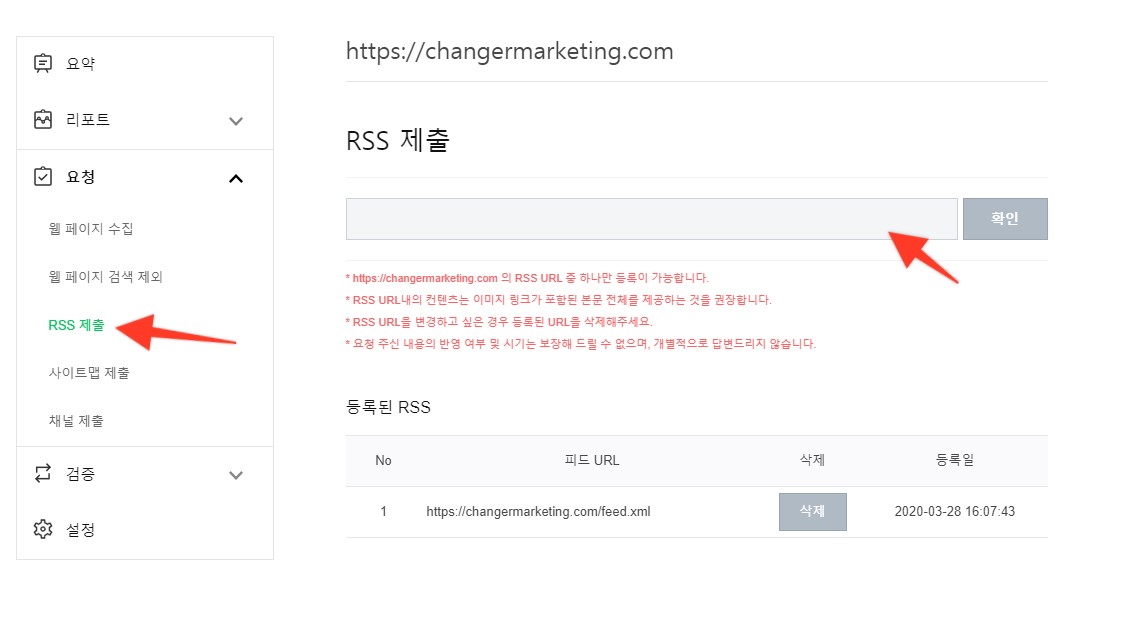 요약
리포트
요청
웹 페이지 수집
웹 페이지 검색 제외
RSS 제출
사이트맵 제출
채널 제출
검증
설정
https://changermarketing.com
RSS 제출
확인
* https://changermarketing.com 의 RSS URL 중 하나만 등록이 가능합니다.
* RSS URL내의 컨텐츠는 이미지 링크가 포함된 본문 전체를 제공하는 것을 권장합니다.
* RSS URL을 변경하고 싶은 경우 등록된 URL을 삭제해주세요.
* 요청 주신 내용의 반영 여부 및 시기는 보장해 드릴 수 없으며, 개별적으로 답변드리지 않습니다.
등록된 RSS
No 피드 URL 삭제 등록일
1 https://changermarketing.com/feed.xml 삭제 2020-03-28 16:07:43